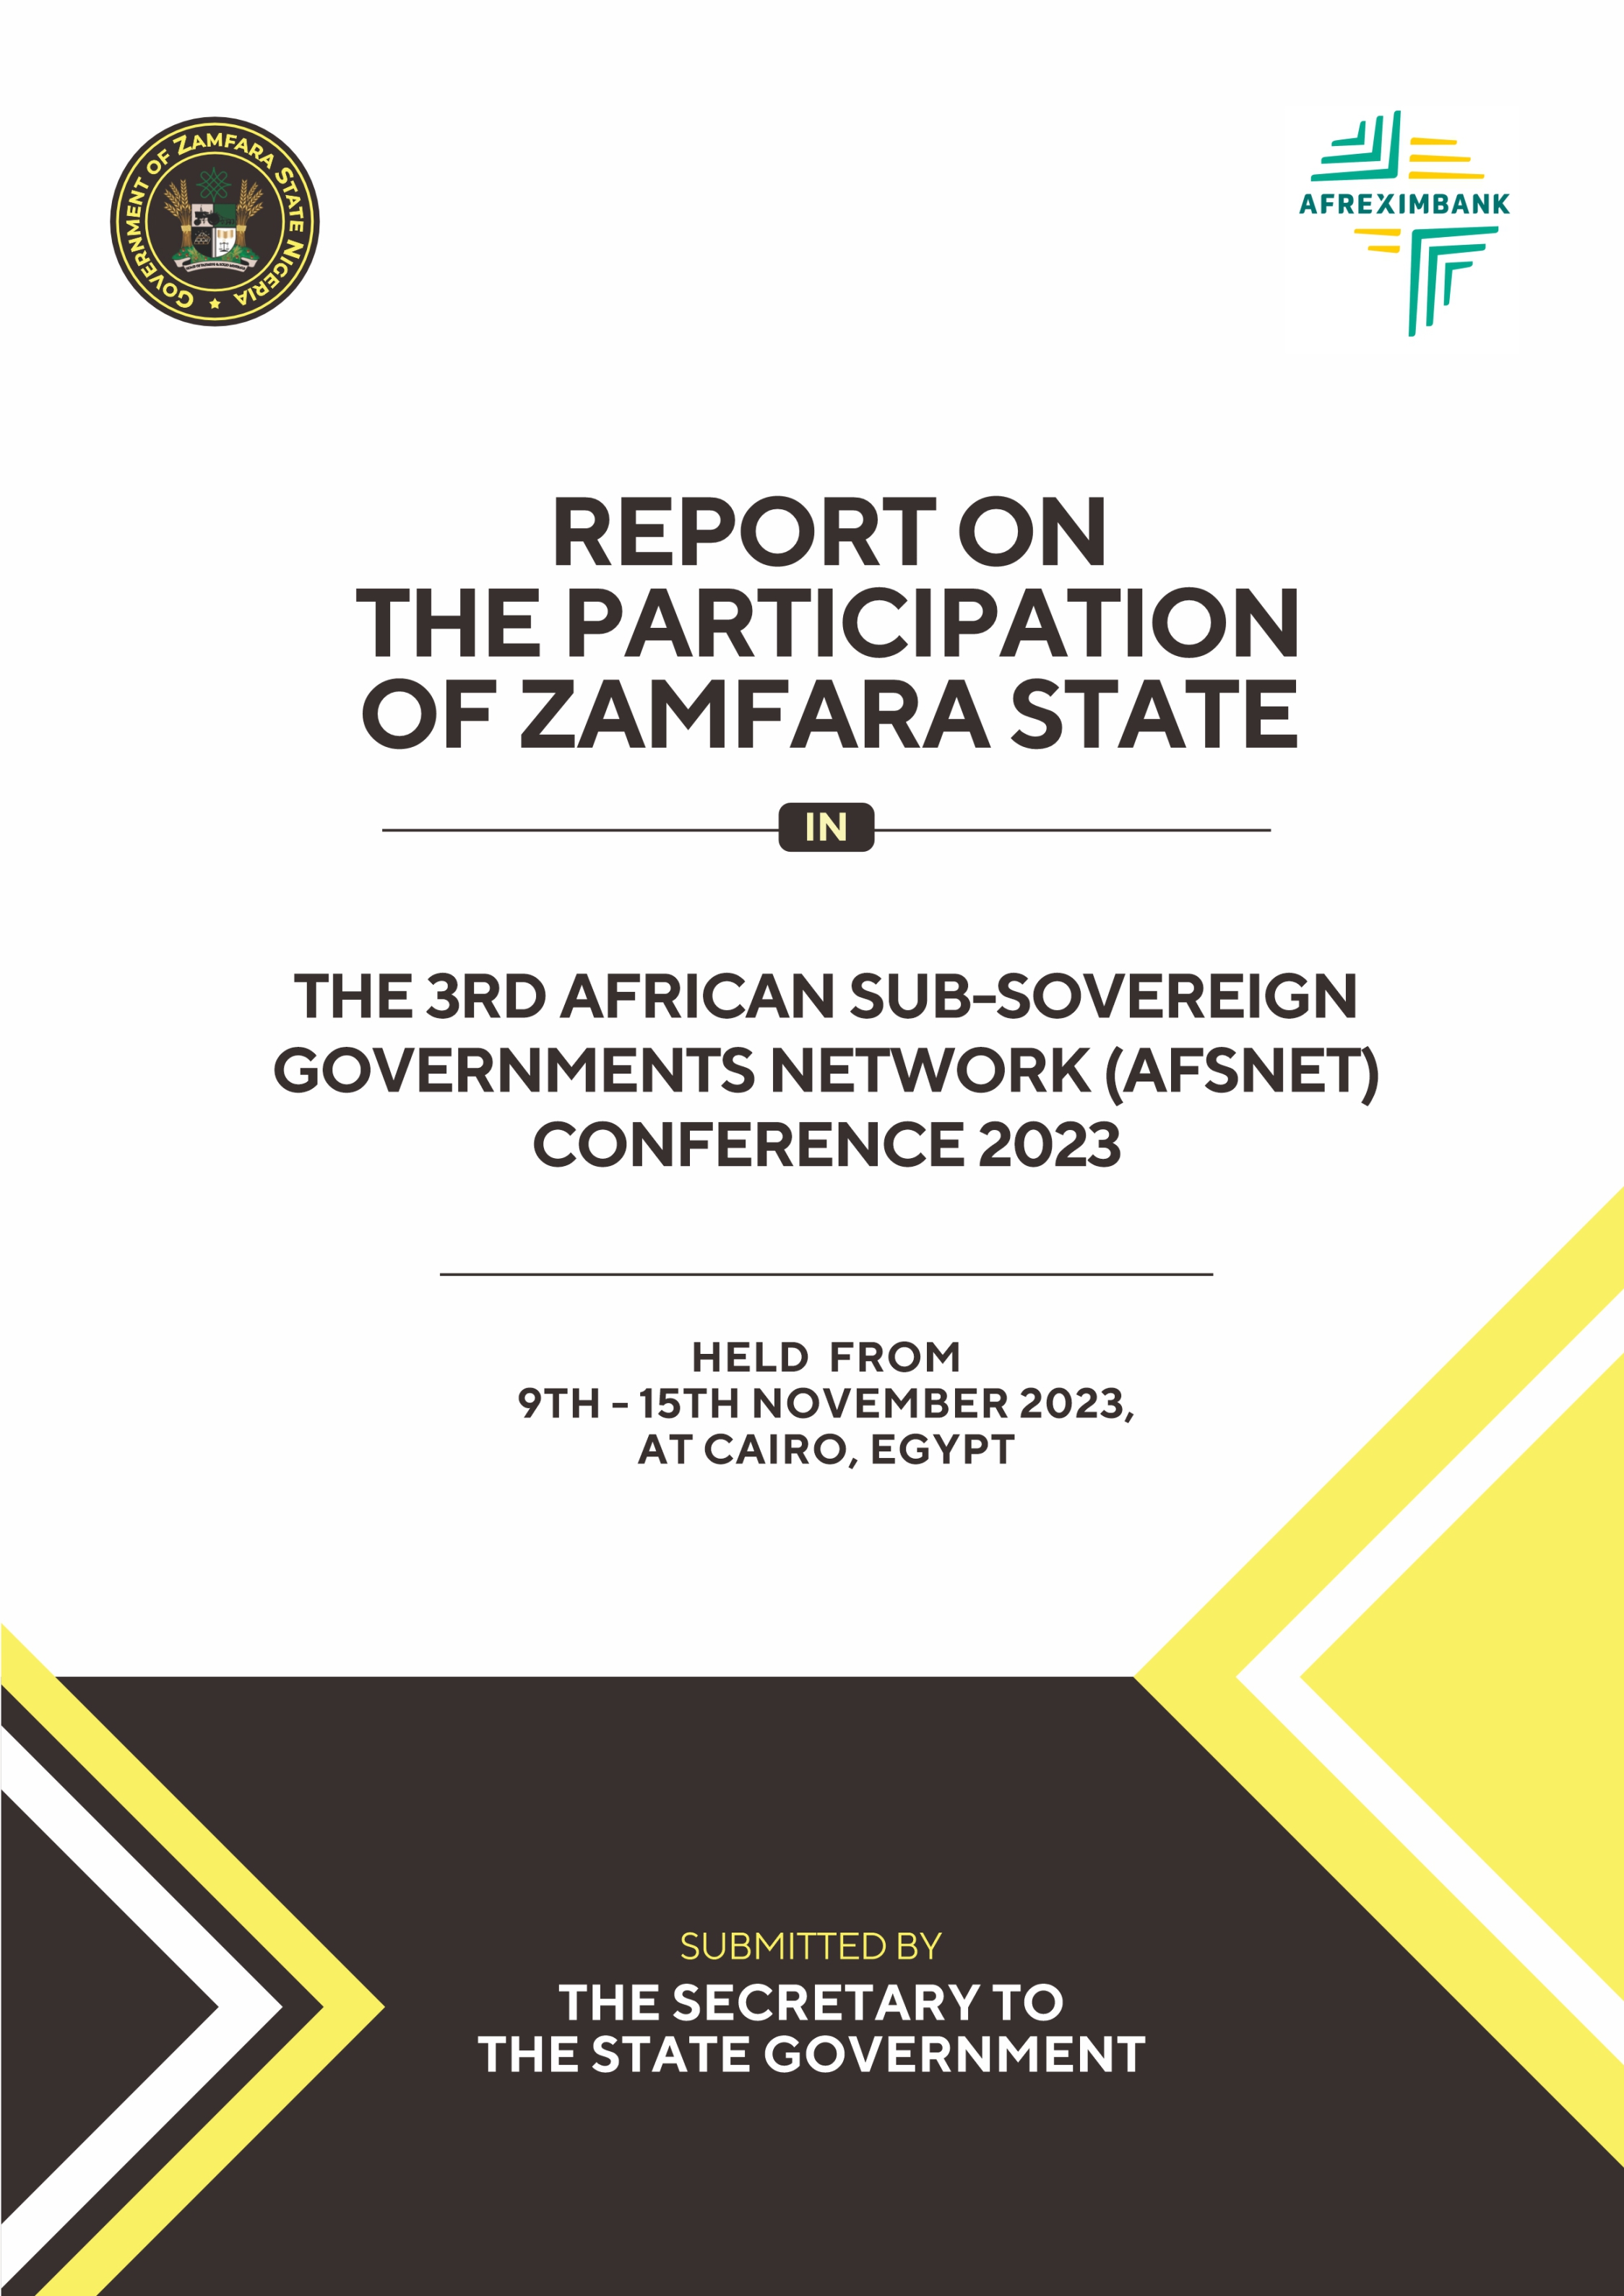 GOVERNMENT OF ZAMFARA STATE NIGERIA
AFREXIMBANK
REPORT ON
THE PARTICIPATION
OF ZAMFARA STATE
IN
THE 3RD AFRICAN SUB-SOVEREIGN
GOVERNMENTS NETWORK (AFSNET)
CONFERENCE 2023
HELD FROM
9TH - 15TH NOVEMBER 2023,
AT CAIRO, EGYPT
SUBMITTED BY
THE SECRETARY TO
THE STATE GOVERNMENT